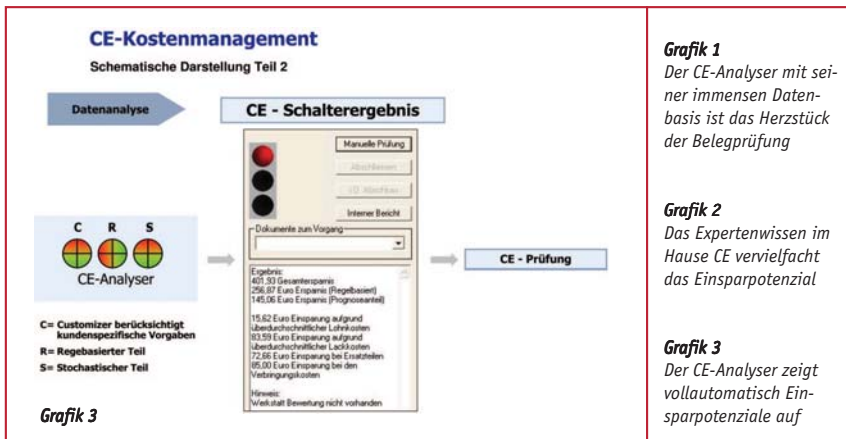 CE-Kostenmanagement
Schematische Darstellung Teil 2
Datenanalyse
CE - Schalterergebnis
Manuelle Prüfung
Abschliessen
Interner Bericht
Dokumente zum Vorgang
C R S
CE-Analyser
Ergebnis:
401,93 Gesamtersparnis
256,87 Euro Ersparnis (Regelbasiert)
145,06 Euro Ersparnis (Prognoseanteil)
15,62 Euro Einsparung aufgrund
überdurchschnittlicher Lohnkosten
83,59 Euro Einsparung aufgrund
überdurchschnittlicher Lackkosten
72,66 Euro Einsparung bei Ersatzteilen
85,00 Euro Einsparung bei den
Verbringungskosten
Hinweis:
Werkstatt Bewertung nicht vorhanden
CE - Prüfung
C= Customizer berücksichtigt
kundenspezifische Vorgaben
R= Regebasierter Teil
S= Stochastischer Teil
Grafik 3
Grafik 1
Der CE-Analyser mit sei-
ner immensen Daten-
basis ist das Herzstück
der Belegprüfung
Grafik 2
Das Expertenwissen im
Hause CE vervielfacht
das Einsparpotenzial
Grafik 3
Der CE-Analyser zeigt
vollautomatisch Ein-
sparpotenziale auf